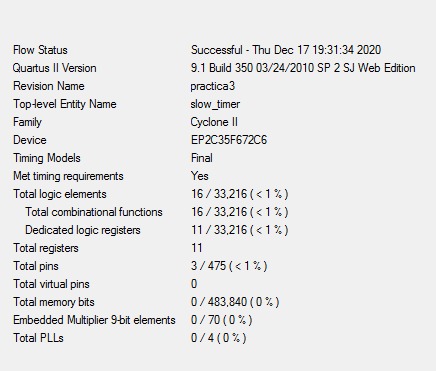 Flow Status Successful - Thu Dec 17 19:31:34 2020
Quartus II Version 9.1 Build 350 03/24/2010 SP 2 SJ Web Edition
Revision Name practica3
Top-level Entity Name slow_timer
Family Cyclone II
Device EP2C35F672C6
Timing Models Final
Met timing requirements Yes
Total logic elements 16 / 33,216 ( < 1 % )
Total combinational functions 16 / 33,216 ( < 1 % )
Dedicated logic registers 11 / 33,216 ( < 1 % )
Total registers 11
Total pins 3 / 475 ( < 1 % )
Total virtual pins 0
Total memory bits 0 / 483,840 ( 0 % )
Embedded Multiplier 9-bit elements 0 / 70 ( 0 % )
Total PLLs 0 / 4 ( 0 % )